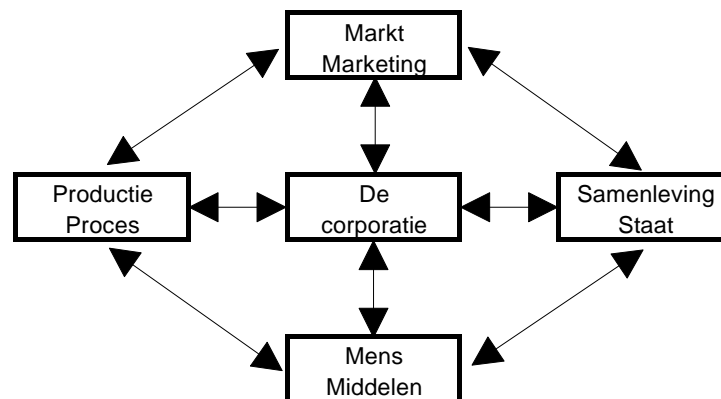 Markt
Marketing
Productie
Proces
De
corporatie
Samenleving
Staat
Mens
Middelen